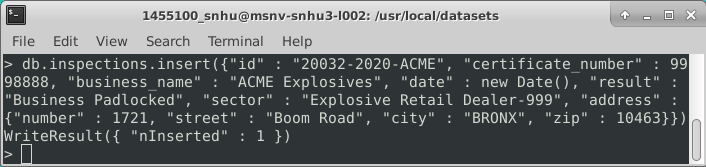 1455100_snhu@msnv-snhu3-l002: /usr/local/datasets
File Edit View Search Terminal Help
> db.inspections.insert({"id" : "20032-2020-ACME", "certificate_number" : 99
98888, "business_name" : "ACME Explosives", "date" : new Date(), "result" :
"Business Padlocked", "sector" : "Explosive Retail Dealer-999", "address" :
{"number" : 1721, "street" : "Boom Road", "city" : "BRONX", "zip" : 10463}})
WriteResult({ "nInserted" : 1 })
>